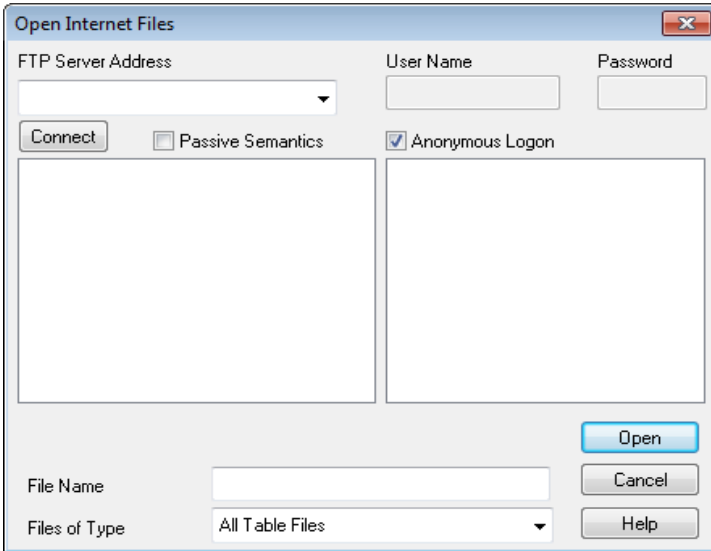 Open Internet Files
FTP Server Address User Name Password
Connect Passive Semantics Anonymous Logon
Open
File Name Cancel
Files of Type All Table Files Help